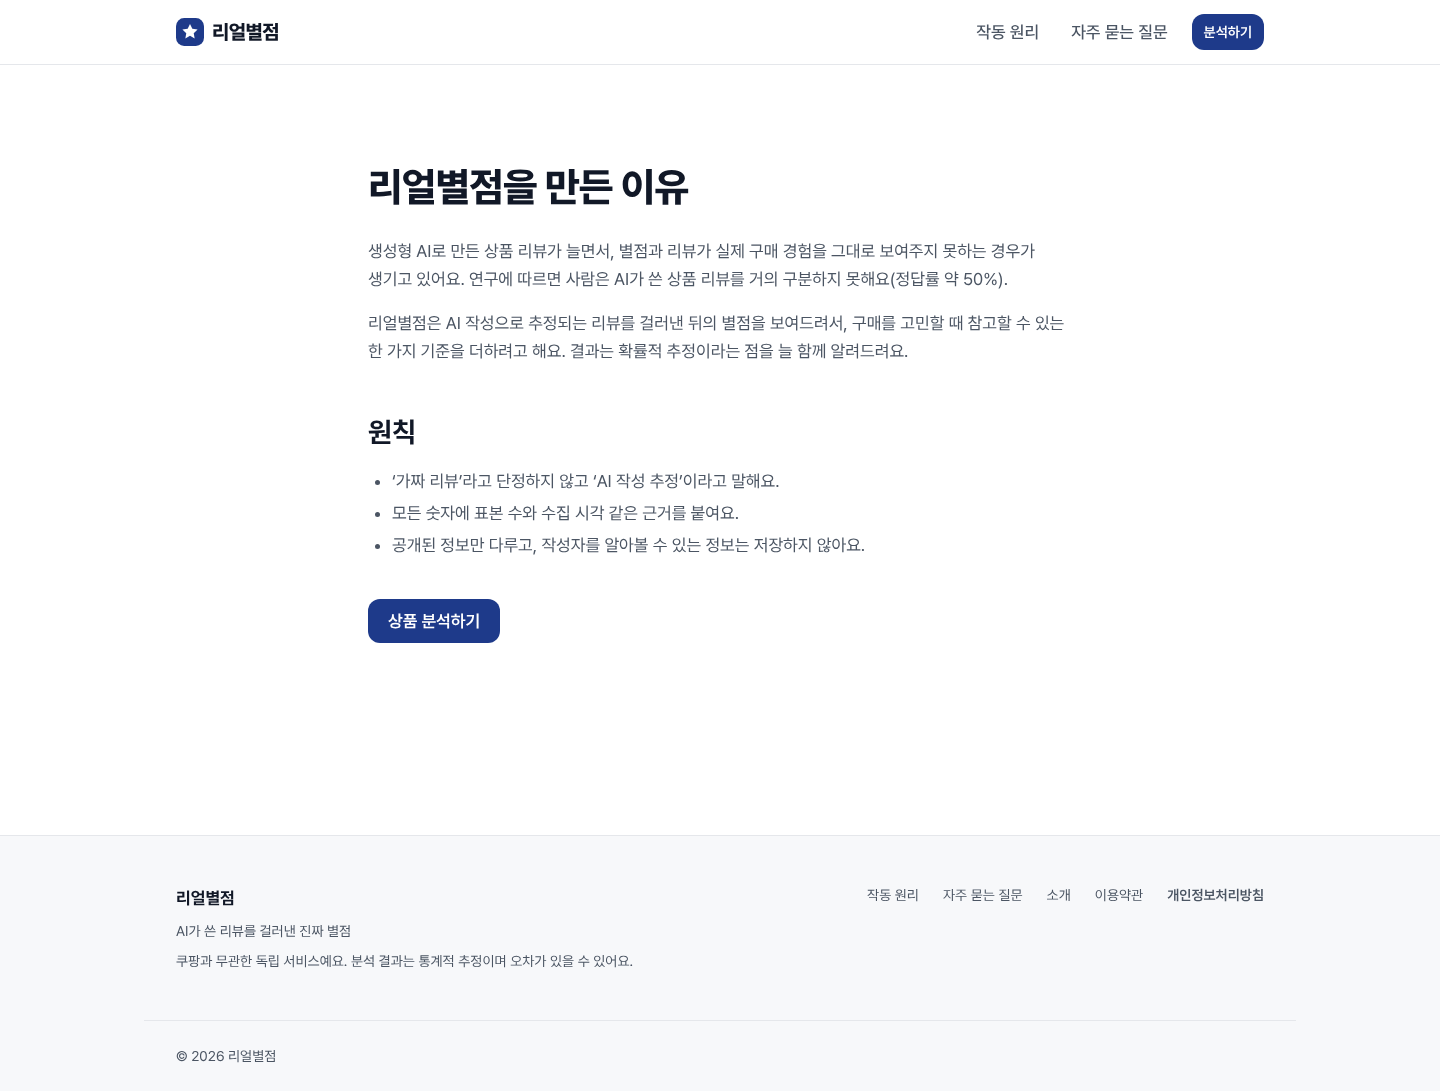 리얼별점
작동 원리
자주 묻는 질문
분석하기
리얼별점을 만든 이유
생성형 AI로 만든 상품 리뷰가 늘면서, 별점과 리뷰가 실제 구매 경험을 그대로 보여주지 못하는 경우가
생기고 있어요. 연구에 따르면 사람은 AI가 쓴 상품 리뷰를 거의 구분하지 못해요(정답률 약 50%).
리얼별점은 AI 작성으로 추정되는 리뷰를 걸러낸 뒤의 별점을 보여드려서, 구매를 고민할 때 참고할 수 있는
한 가지 기준을 더하려고 해요. 결과는 확률적 추정이라는 점을 늘 함께 알려드려요.
원칙
• ‘가짜 리뷰’라고 단정하지 않고 ‘AI 작성 추정’이라고 말해요.
• 모든 숫자에 표본 수와 수집 시각 같은 근거를 붙여요.
• 공개된 정보만 다루고, 작성자를 알아볼 수 있는 정보는 저장하지 않아요.
상품 분석하기
리얼별점
AI가 쓴 리뷰를 걸러낸 진짜 별점
쿠팡과 무관한 독립 서비스예요. 분석 결과는 통계적 추정이며 오차가 있을 수 있어요.
작동 원리
자주 묻는 질문
소개
이용약관
개인정보처리방침
© 2026 리얼별점